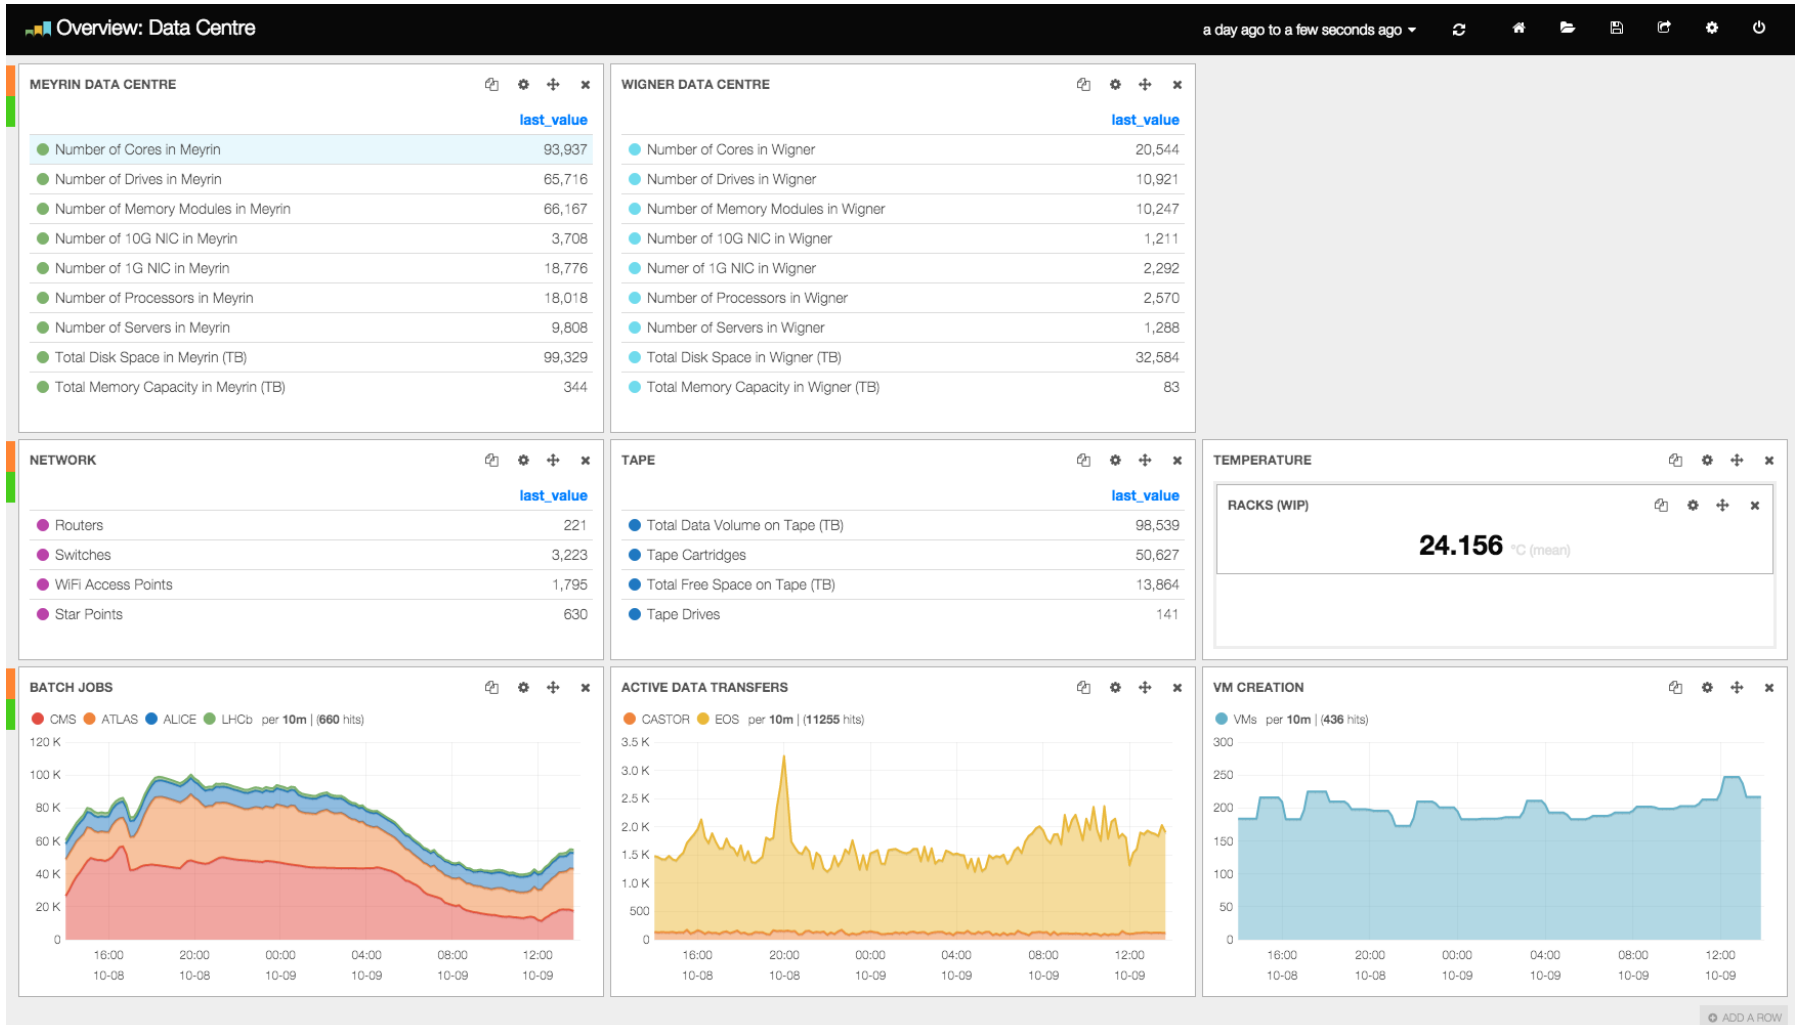 Overview: Data Centre
a day ago to a few seconds ago
MEYRIN DATA CENTRE
last_value
Number of Cores in Meyrin 93,937
Number of Drives in Meyrin 65,716
Number of Memory Modules in Meyrin 66,167
Number of 10G NIC in Meyrin 3,708
Number of 1G NIC in Meyrin 18,776
Number of Processors in Meyrin 18,018
Number of Servers in Meyrin 9,808
Total Disk Space in Meyrin (TB) 99,329
Total Memory Capacity in Meyrin (TB) 344
WIGNER DATA CENTRE
last_value
Number of Cores in Wigner 20,544
Number of Drives in Wigner 10,921
Number of Memory Modules in Wigner 10,247
Number of 10G NIC in Wigner 1,211
Numer of 1G NIC in Wigner 2,292
Number of Processors in Wigner 2,570
Number of Servers in Wigner 1,288
Total Disk Space in Wigner (TB) 32,584
Total Memory Capacity in Wigner (TB) 83
NETWORK
last_value
Routers 221
Switches 3,223
WiFi Access Points 1,795
Star Points 630
TAPE
last_value
Total Data Volume on Tape (TB) 98,539
Tape Cartridges 50,627
Total Free Space on Tape (TB) 13,864
Tape Drives 141
TEMPERATURE
RACKS (WIP)
24.156 °C (mean)
BATCH JOBS
CMS ATLAS ALICE LHCb per 10m | (660 hits)
120 K
100 K
80 K
60 K
40 K
20 K
0
16:00 20:00 00:00 04:00 08:00 12:00
10-08 10-08 10-09 10-09 10-09 10-09
ACTIVE DATA TRANSFERS
CASTOR EOS per 10m | (11255 hits)
3.5 K
3.0 K
2.5 K
2.0 K
1.5 K
1.0 K
500
0
16:00 20:00 00:00 04:00 08:00 12:00
10-08 10-08 10-09 10-09 10-09 10-09
VM CREATION
VMs per 10m | (436 hits)
300
250
200
150
100
50
0
16:00 20:00 00:00 04:00 08:00 12:00
10-08 10-08 10-09 10-09 10-09 10-09
ADD A ROW